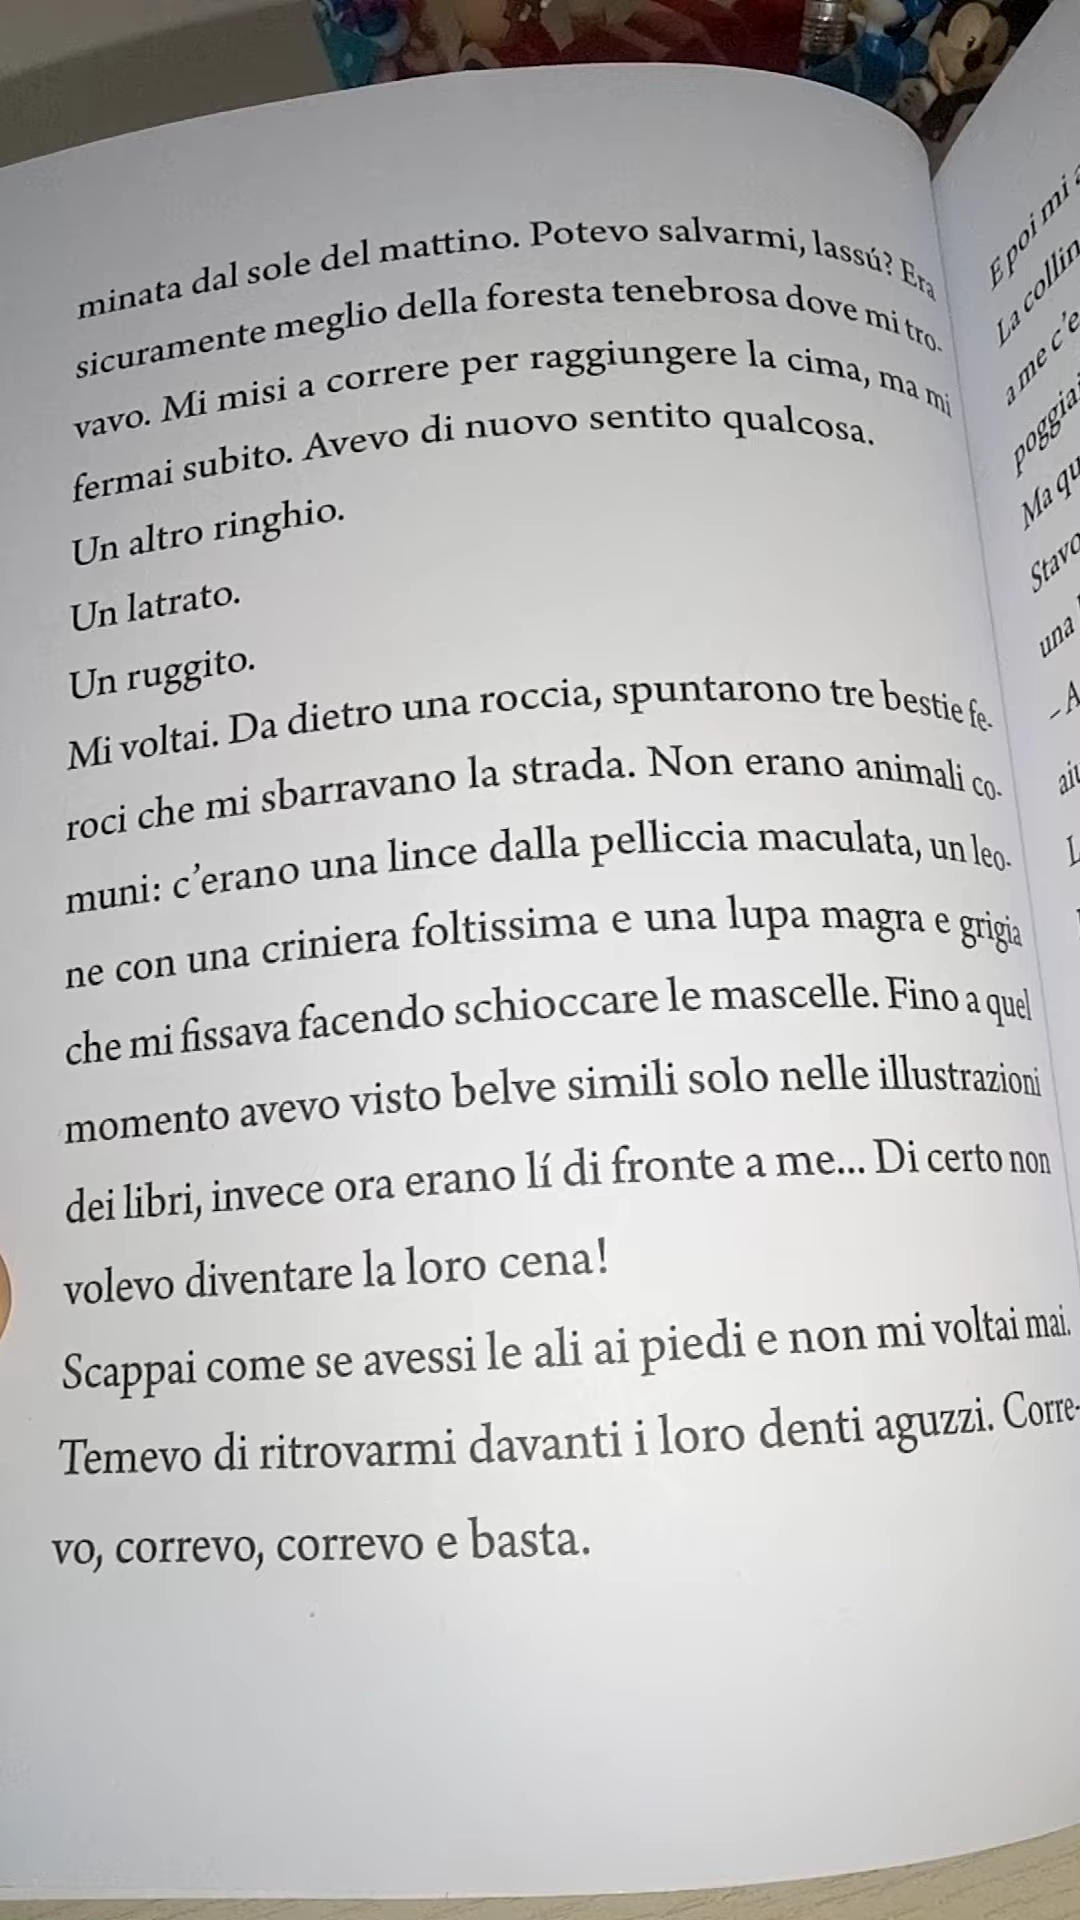 minata dal sole del mattino. Potevo salvarmi, lassú? Era
sicuramente meglio della foresta tenebrosa dove mi tro-
vavo. Mi misi a correre per raggiungere la cima, ma mi
fermai subito. Avevo di nuovo sentito qualcosa.
Un altro ringhio.
Un latrato.
Un ruggito.
Mi voltai. Da dietro una roccia, spuntarono tre bestie fe-
roci che mi sbarravano la strada. Non erano animali co-
muni: c'erano una lince dalla pelliccia maculata, un leo-
ne con una criniera foltissima e una lupa magra e grigia
che mi fissava facendo schioccare le mascelle. Fino a quel
momento avevo visto belve simili solo nelle illustrazioni
dei libri, invece ora erano lí di fronte a me... Di certo non
volevo diventare la loro cena!
Scappai come se avessi le ali ai piedi e non mi voltai mai.
Temevo di ritrovarmi davanti i loro denti aguzzi. Corre-
vo, correvo, correvo e basta.
E poi mi
La collin
a me c'e
poggiai
Ma qu
Stavo
una
– A
aiu